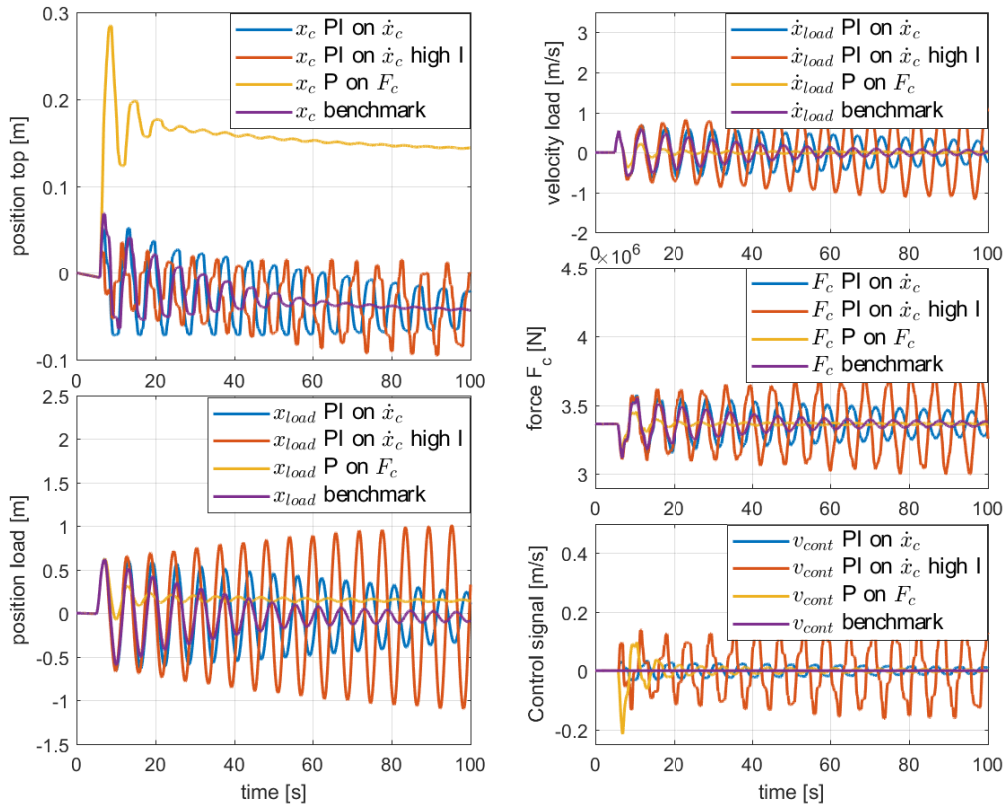 0.3
0.2
0.1
0
-0.1
position top [m]
x_c PI on ẋ_c
x_c PI on ẋ_c high I
x_c P on F_c
x_c benchmark
0 20 40 60 80 100
2.5
2
1.5
1
0.5
0
-0.5
-1
-1.5
position load [m]
x_load PI on ẋ_c
x_load PI on ẋ_c high I
x_load P on F_c
x_load benchmark
0 20 40 60 80 100
time [s]
3
2
1
0
-1
-2
velocity load [m/s]
ẋ_load PI on ẋ_c
ẋ_load PI on ẋ_c high I
ẋ_load P on F_c
ẋ_load benchmark
0 20 40 60 80 100
×10^6
4.5
4
3.5
3
force F_c [N]
F_c PI on ẋ_c
F_c PI on ẋ_c high I
F_c P on F_c
F_c benchmark
0 20 40 60 80 100
0.4
0.2
0
-0.2
Control signal [m/s]
v_cont PI on ẋ_c
v_cont PI on ẋ_c high I
v_cont P on F_c
v_cont benchmark
0 20 40 60 80 100
time [s]